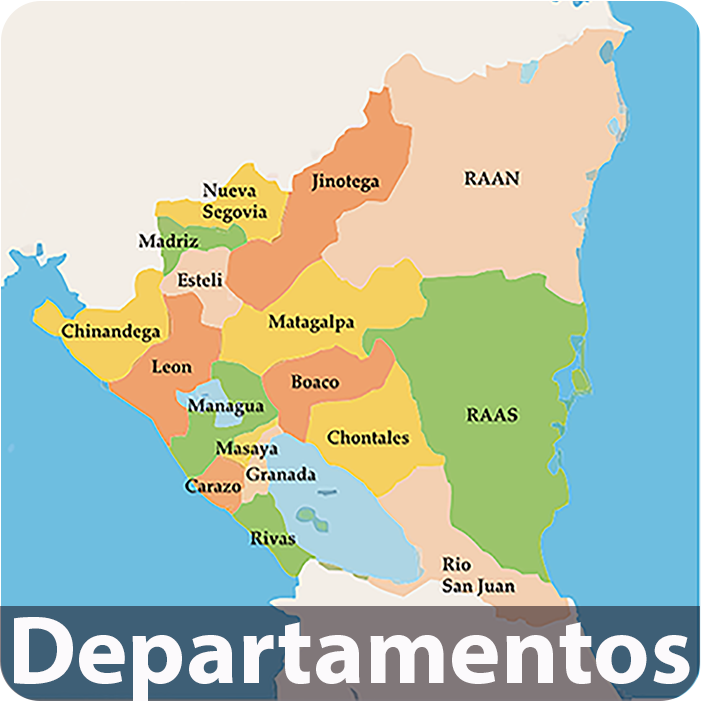 RAAN
Jinotega
Nueva
Segovia
Madriz
Esteli
Chinandega
Matagalpa
Leon
Boaco
Managua
RAAS
Chontales
Masaya
Granada
Carazo
Rivas
Rio
San Juan
Departamentos